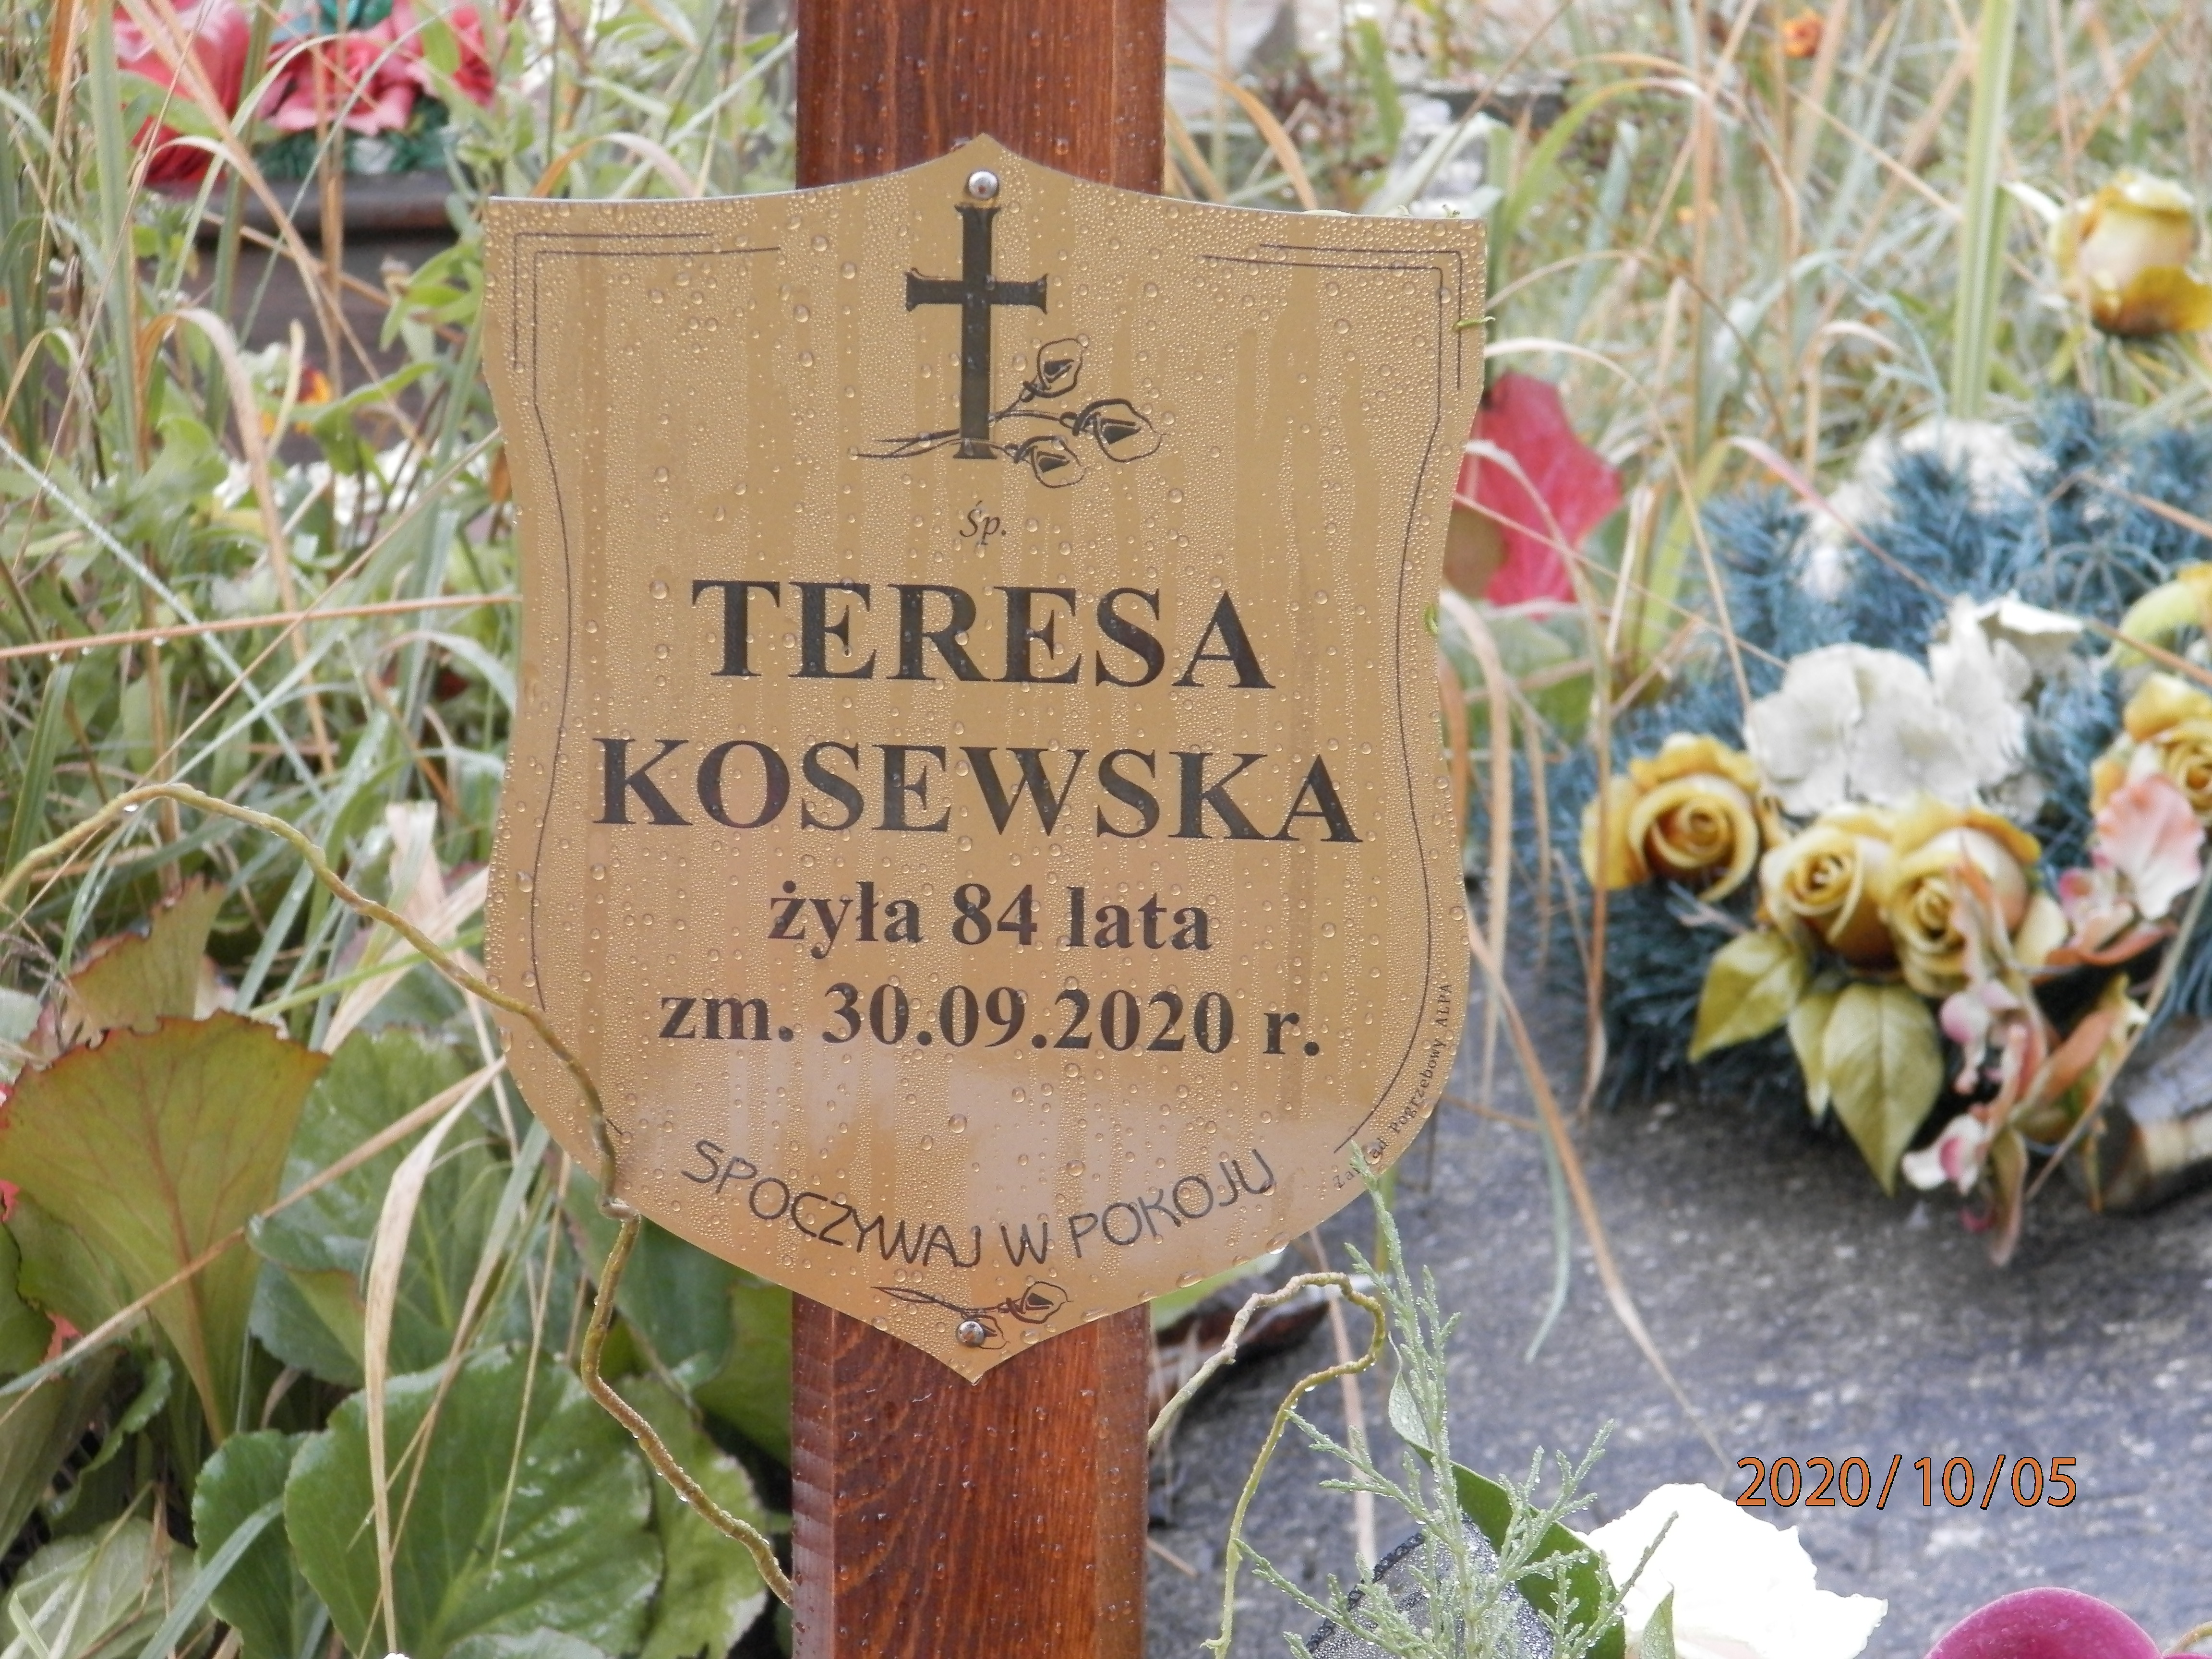 Śp.
TERESA
KOSEWSKA
żyła 84 lata
zm. 30.09.2020 r.
SPOCZYWAJ W POKOJU
Zakład Pogrzebowy ALPA
2020/10/05